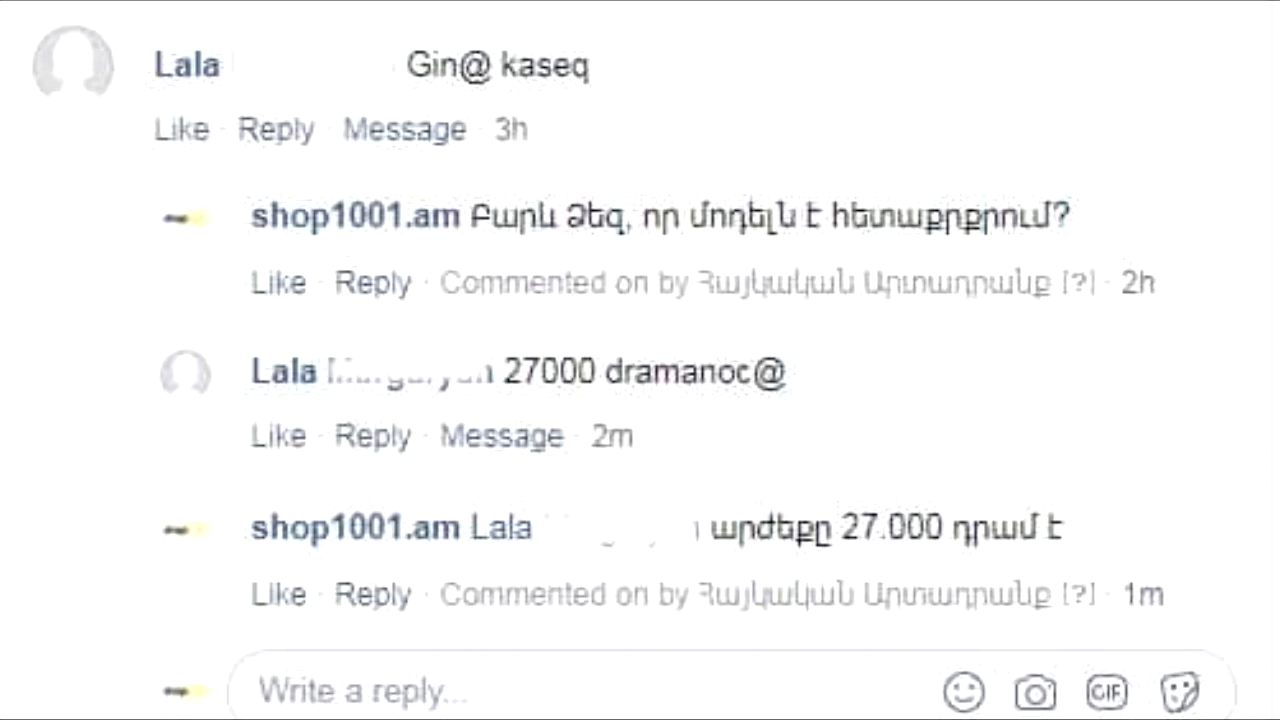 Lala Gin@ kaseq
Like · Reply · Message · 3h
shop1001.am Բարև Ձեզ, որ մոդելն է հետաքրքրում?
Like · Reply · Commented on by Հայկական Արտադրանք [?] · 2h
Lala 27000 dramanoc@
Like · Reply · Message · 2m
shop1001.am Lala արժեքը 27.000 դրամ է
Like · Reply · Commented on by Հայկական Արտադրանք [?] · 1m
Write a reply...
GIF